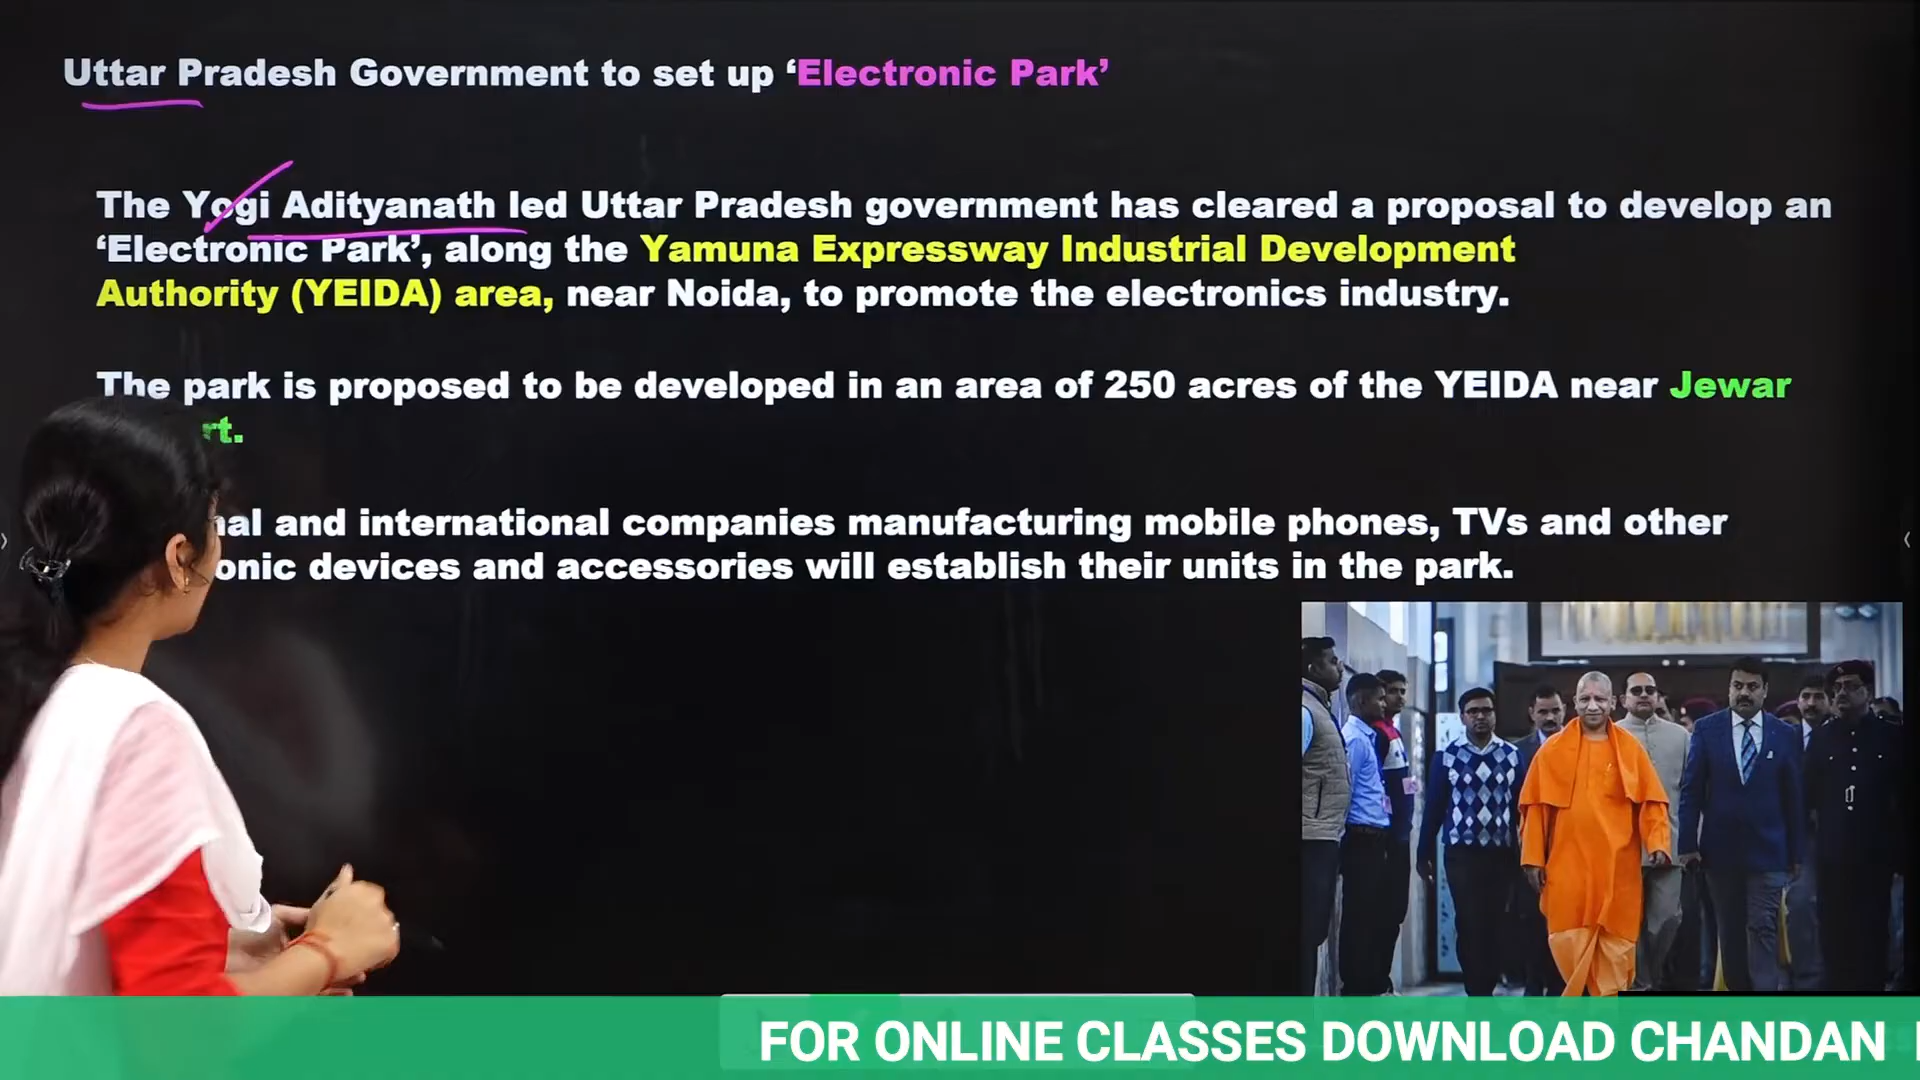 Uttar Pradesh Government to set up ‘Electronic Park’
The Yogi Adityanath led Uttar Pradesh government has cleared a proposal to develop an
‘Electronic Park’, along the Yamuna Expressway Industrial Development
Authority (YEIDA) area, near Noida, to promote the electronics industry.
The park is proposed to be developed in an area of 250 acres of the YEIDA near Jewar
and international companies manufacturing mobile phones, TVs and other
devices and accessories will establish their units in the park.
FOR ONLINE CLASSES DOWNLOAD CHANDAN